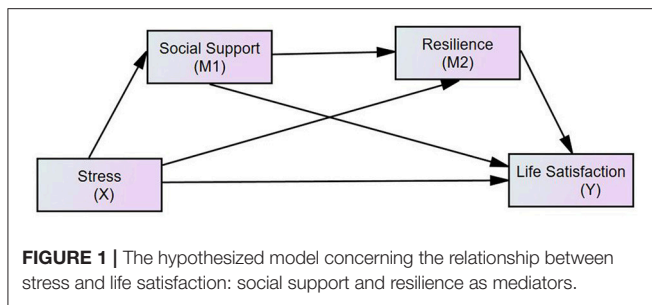 Social Support
(M1)
Resilience
(M2)
Stress
(X)
Life Satisfaction
(Y)
FIGURE 1 | The hypothesized model concerning the relationship between
stress and life satisfaction: social support and resilience as mediators.